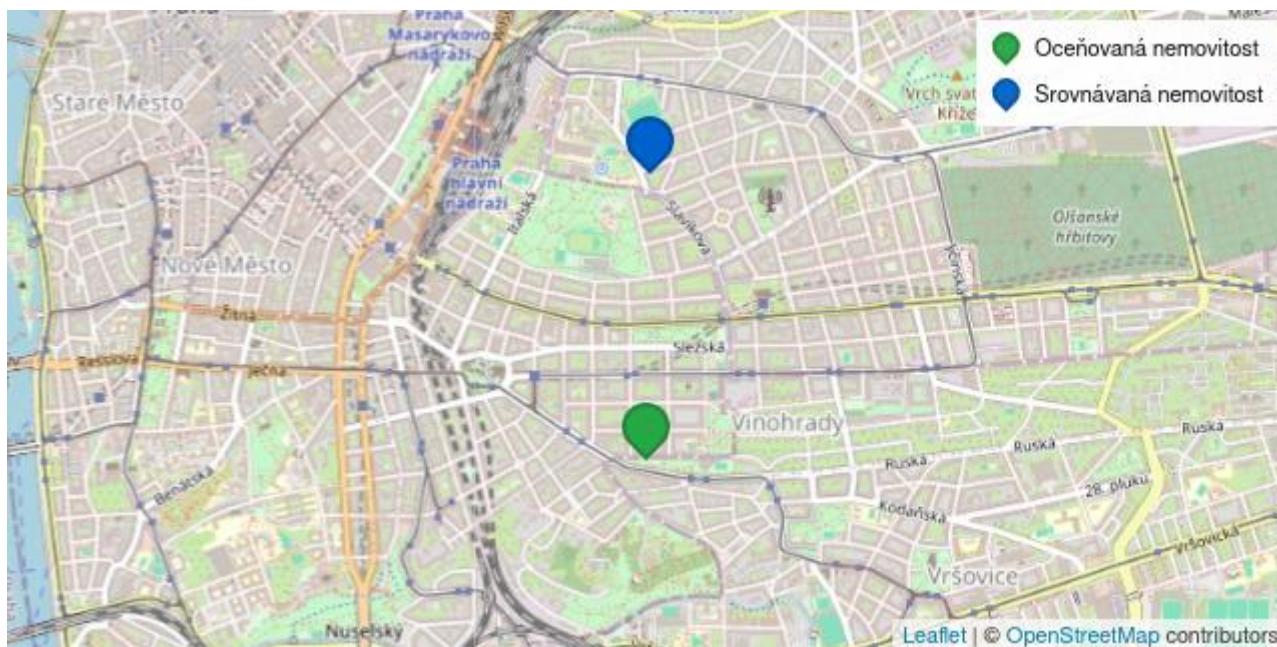 Praha
Masarykovo
nádraží
Oceňovaná nemovitost
Srovnávaná nemovitost
Staré Město
Vrch svat
Kříže
Praha
hlavní
nádraží
Italská
Slavíkova
Olšanské
hřbitovy
Jičínská
Nové Město
Žitná
Resslova
Ječná
Slezská
Vinohrady
Ruská
Ruská
Ruská
Benátská
28. pluku
Kodaňská
Vršovická
Vršovice
Nuselský
Leaflet | © OpenStreetMap contributors